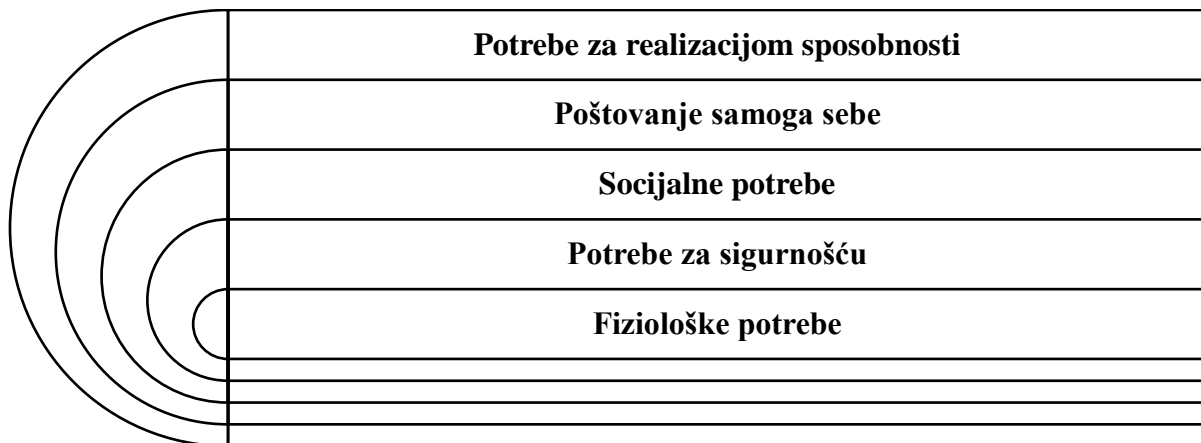 Potrebe za realizacijom sposobnosti
Poštovanje samoga sebe
Socijalne potrebe
Potrebe za sigurnošću
Fiziološke potrebe